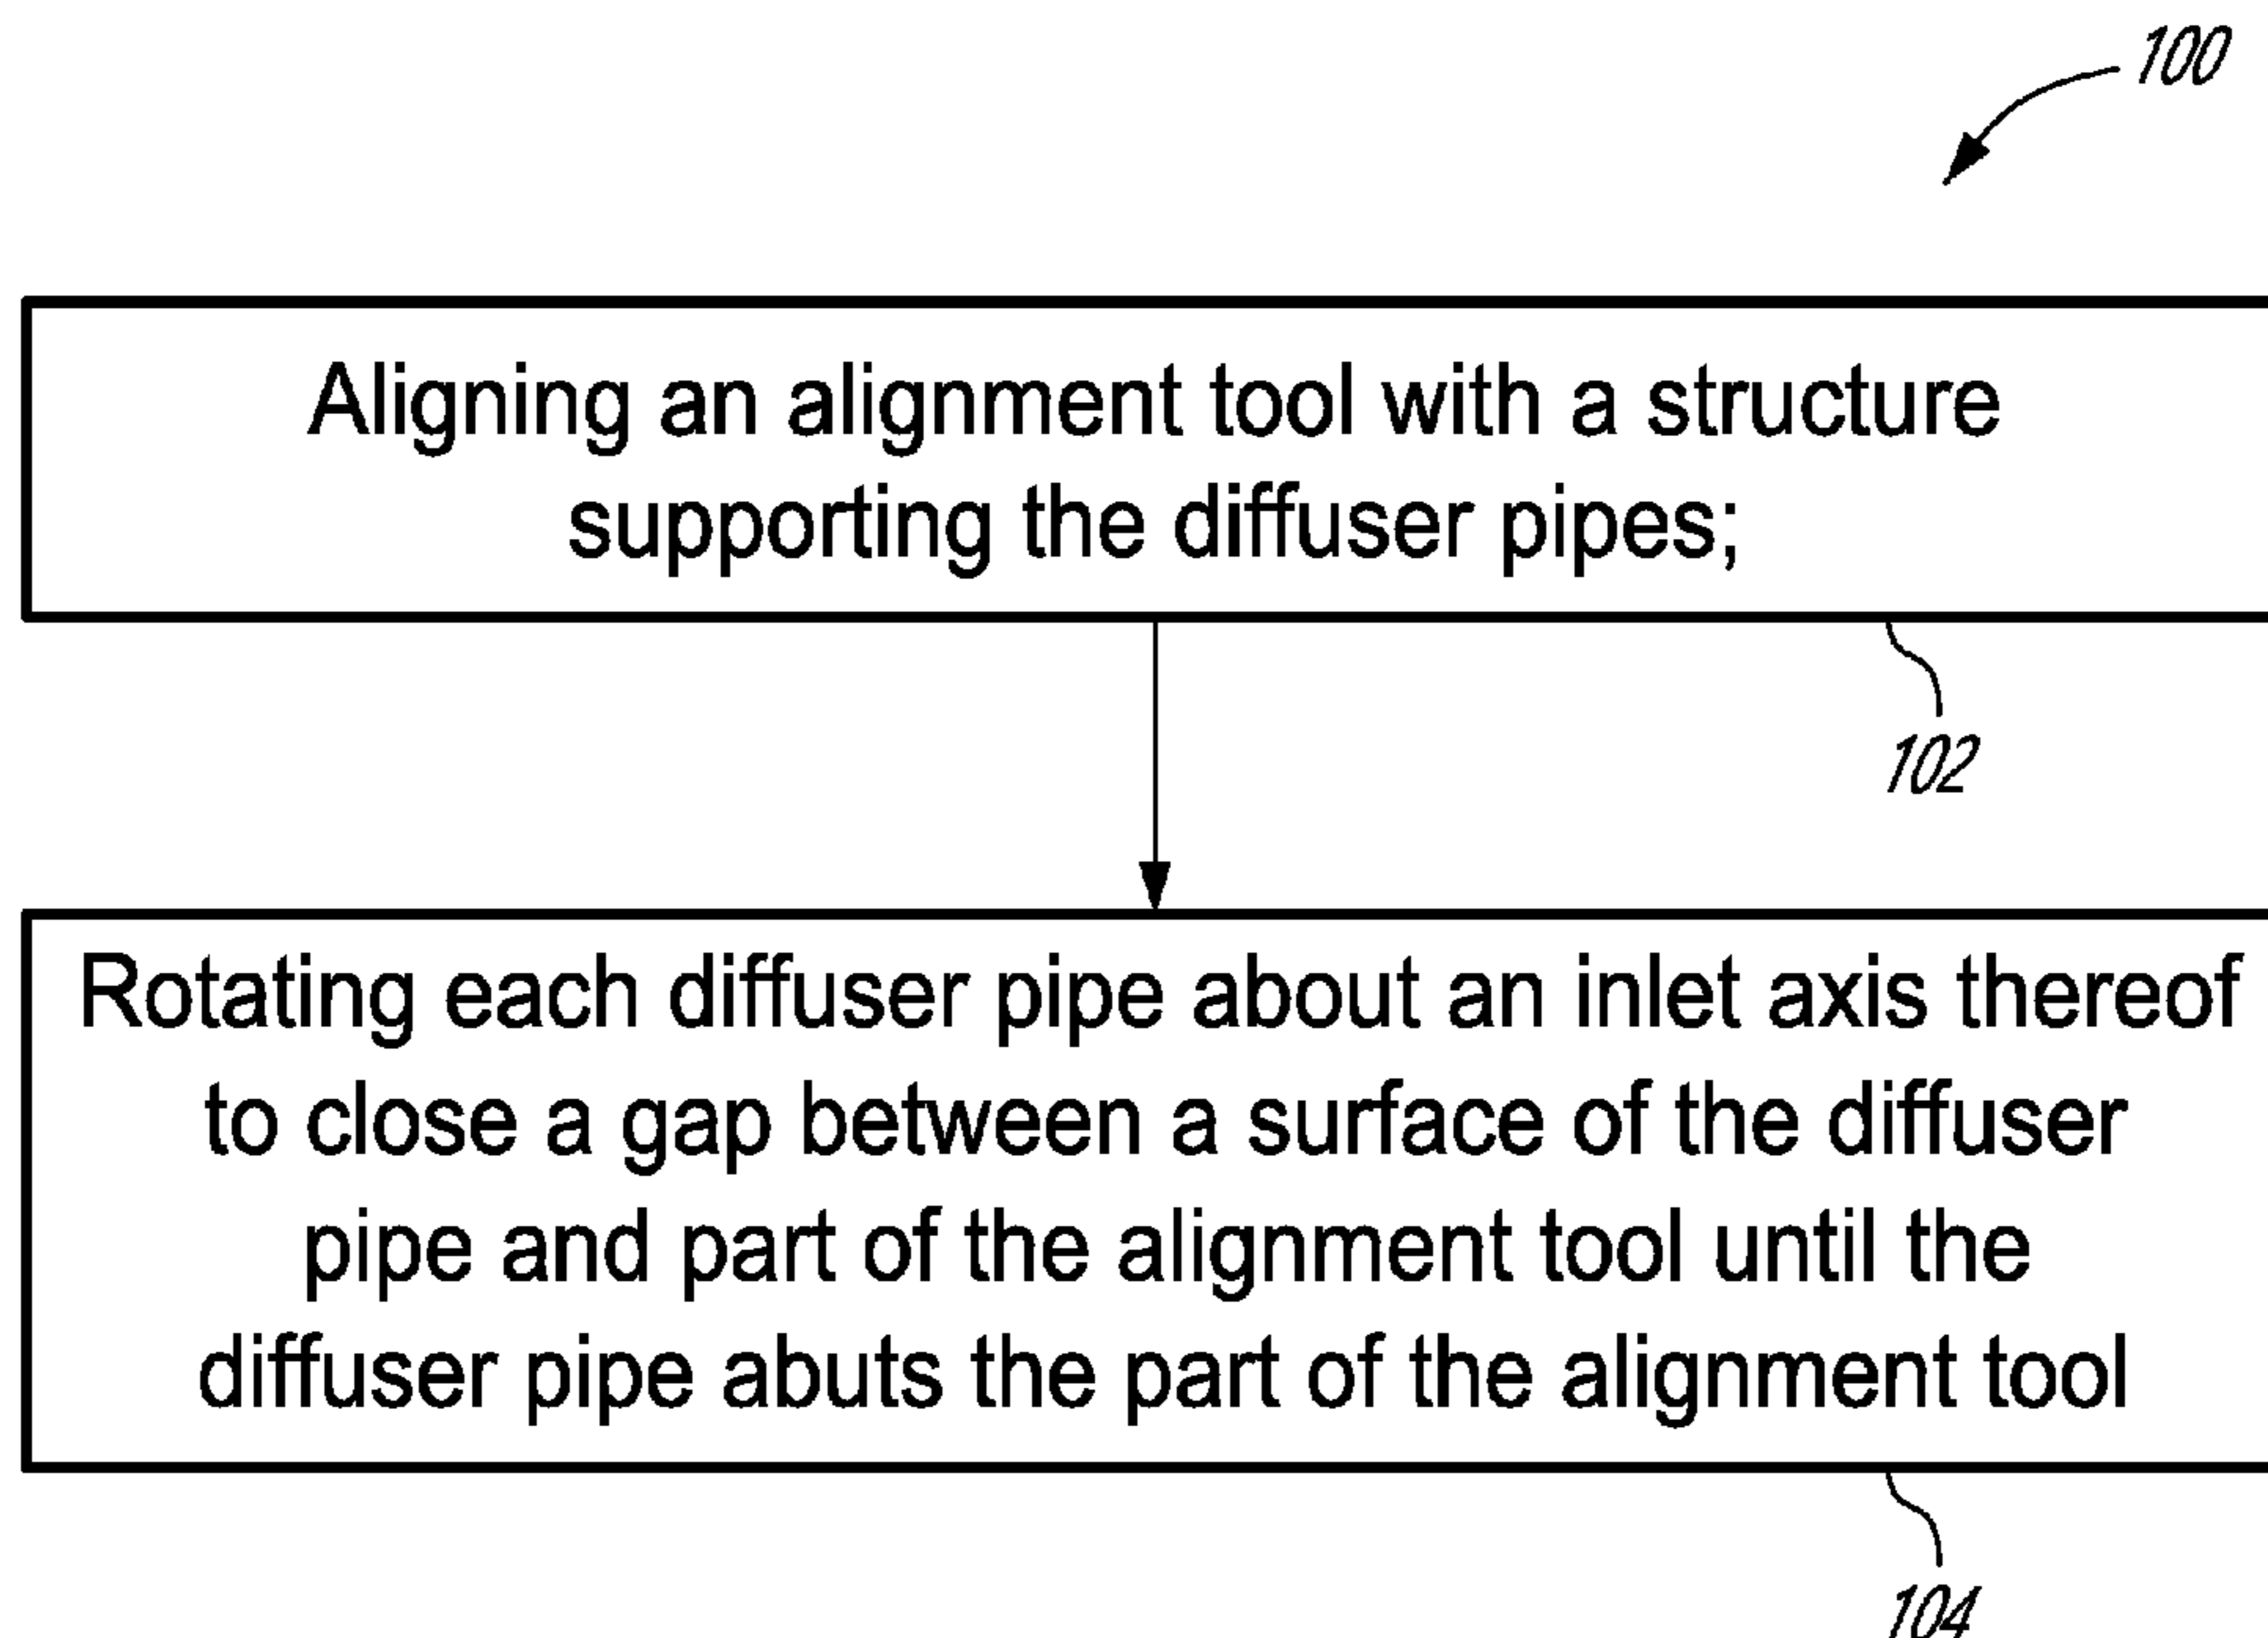 100
Aligning an alignment tool with a structure
supporting the diffuser pipes;
102
Rotating each diffuser pipe about an inlet axis thereof
to close a gap between a surface of the diffuser
pipe and part of the alignment tool until the
diffuser pipe abuts the part of the alignment tool
104